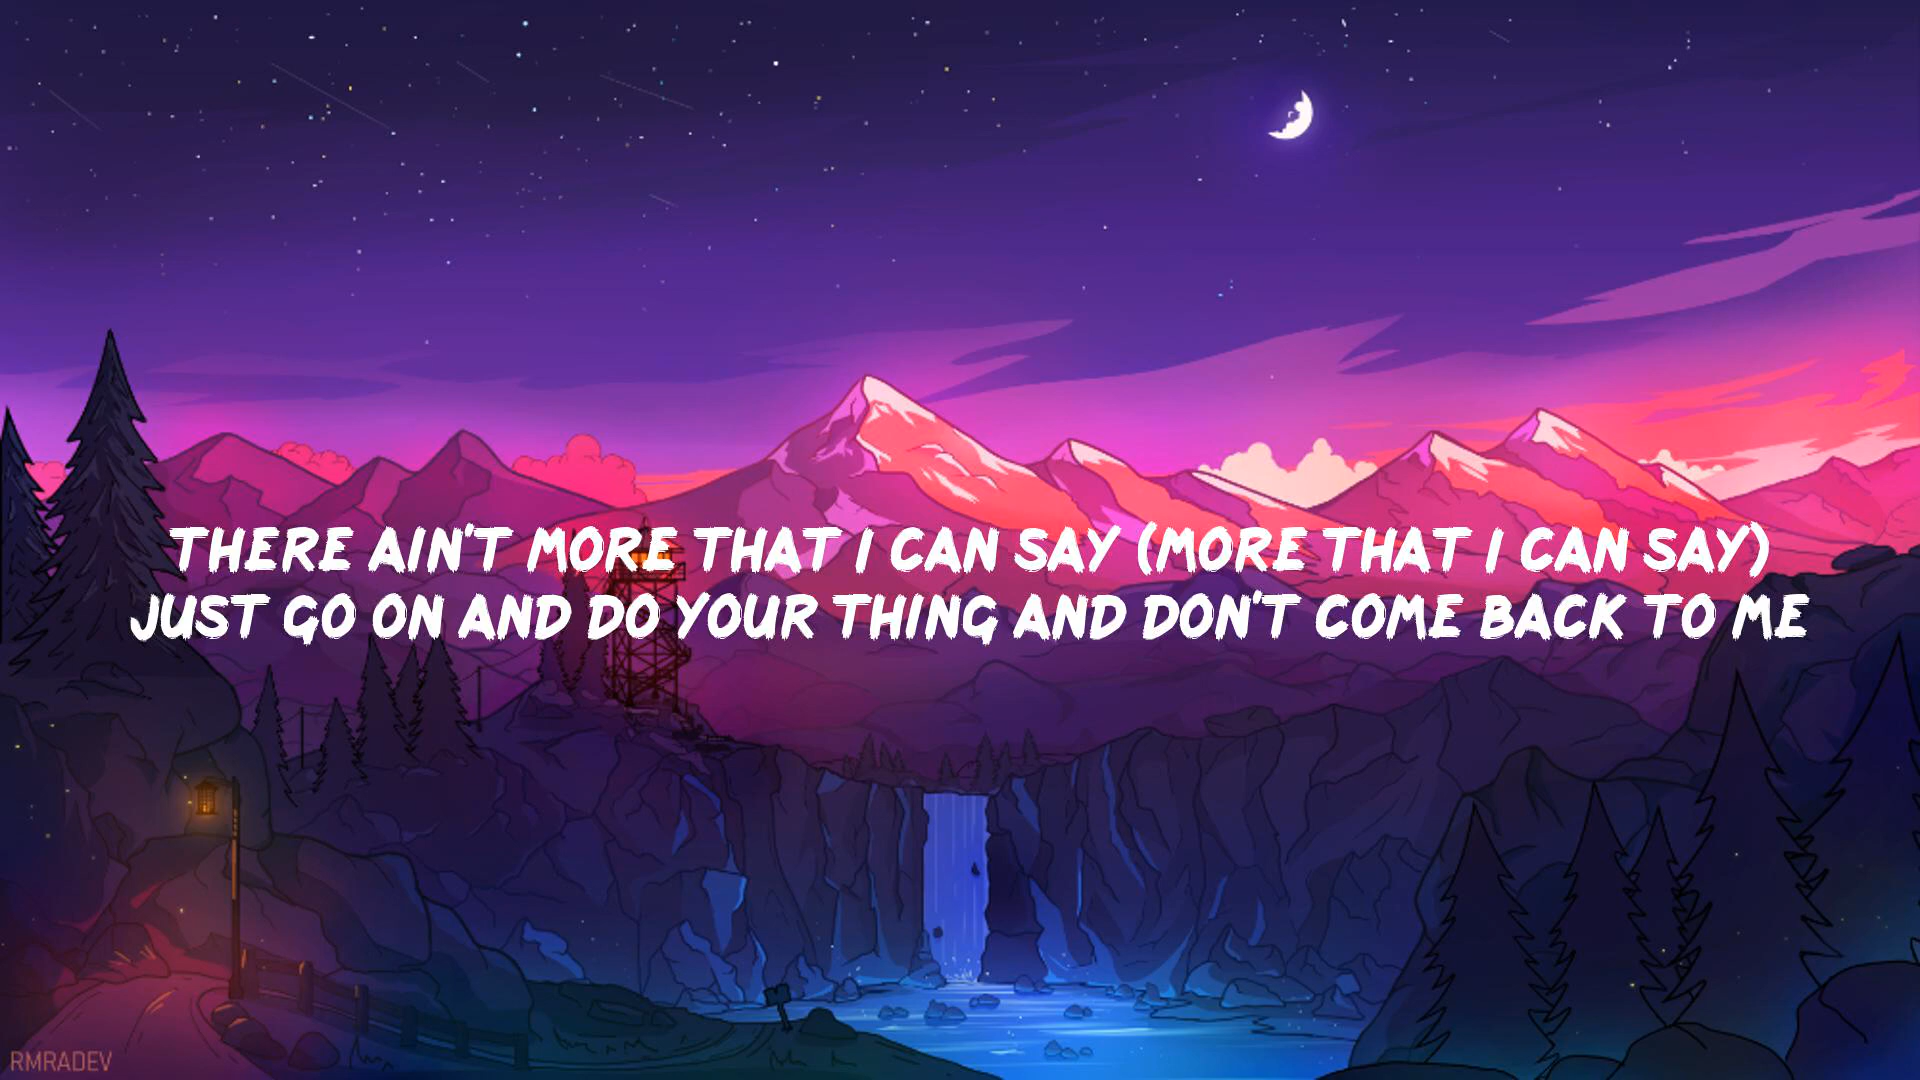 THERE AIN'T MORE THAT I CAN SAY (MORE THAT I CAN SAY)
JUST GO ON AND DO YOUR THING AND DON'T COME BACK TO ME
RMRADEV